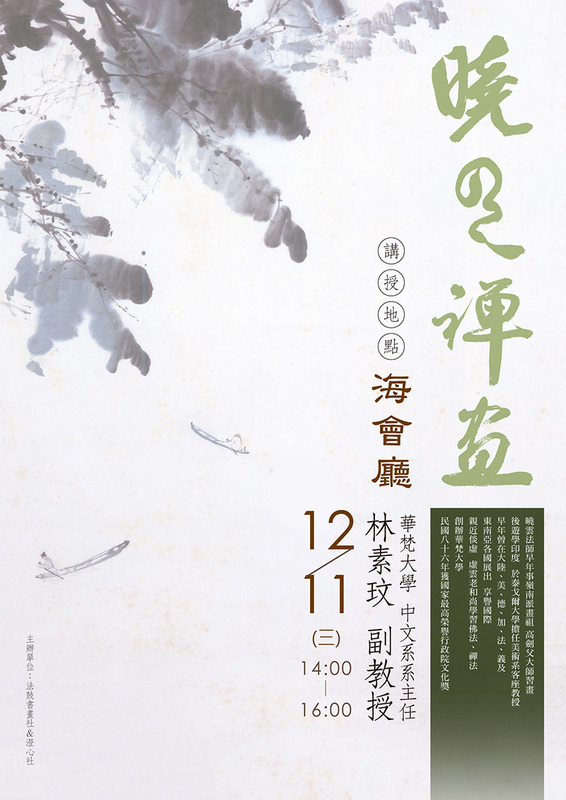 曉雲禪画
講授地點
海會廳
華梵大學 中文系系主任
林素玟 副教授
12/11
(三)
14:00
|
16:00
曉雲法師早年事嶺南派畫祖 高劍父大師習畫
後遊學印度 於泰戈爾大學擔任美術系客座教授
早年曾在大陸、美、德、加、法、義及
東南亞各國展出 享譽國際
親近倓虛 虛雲老和尚學習佛法、禪法
創辦華梵大學
民國八十六年獲國家最高榮譽行政院文化獎
主辦單位：法鼓書畫社&澄心社